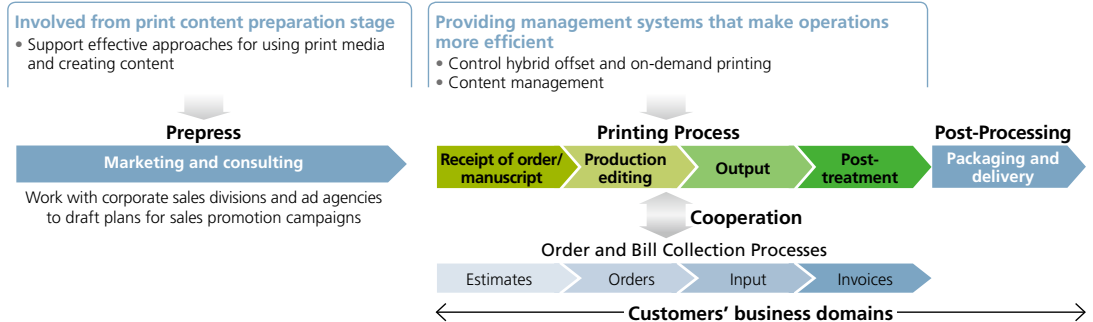 Involved from print content preparation stage
• Support effective approaches for using print media
and creating content
Providing management systems that make operations
more efficient
• Control hybrid offset and on-demand printing
• Content management
Prepress
Marketing and consulting
Work with corporate sales divisions and ad agencies
to draft plans for sales promotion campaigns
Printing Process
Receipt of order/
manuscript
Production
editing
Output
Post-
treatment
Post-Processing
Packaging and
delivery
Cooperation
Order and Bill Collection Processes
Estimates
Orders
Input
Invoices
Customers’ business domains